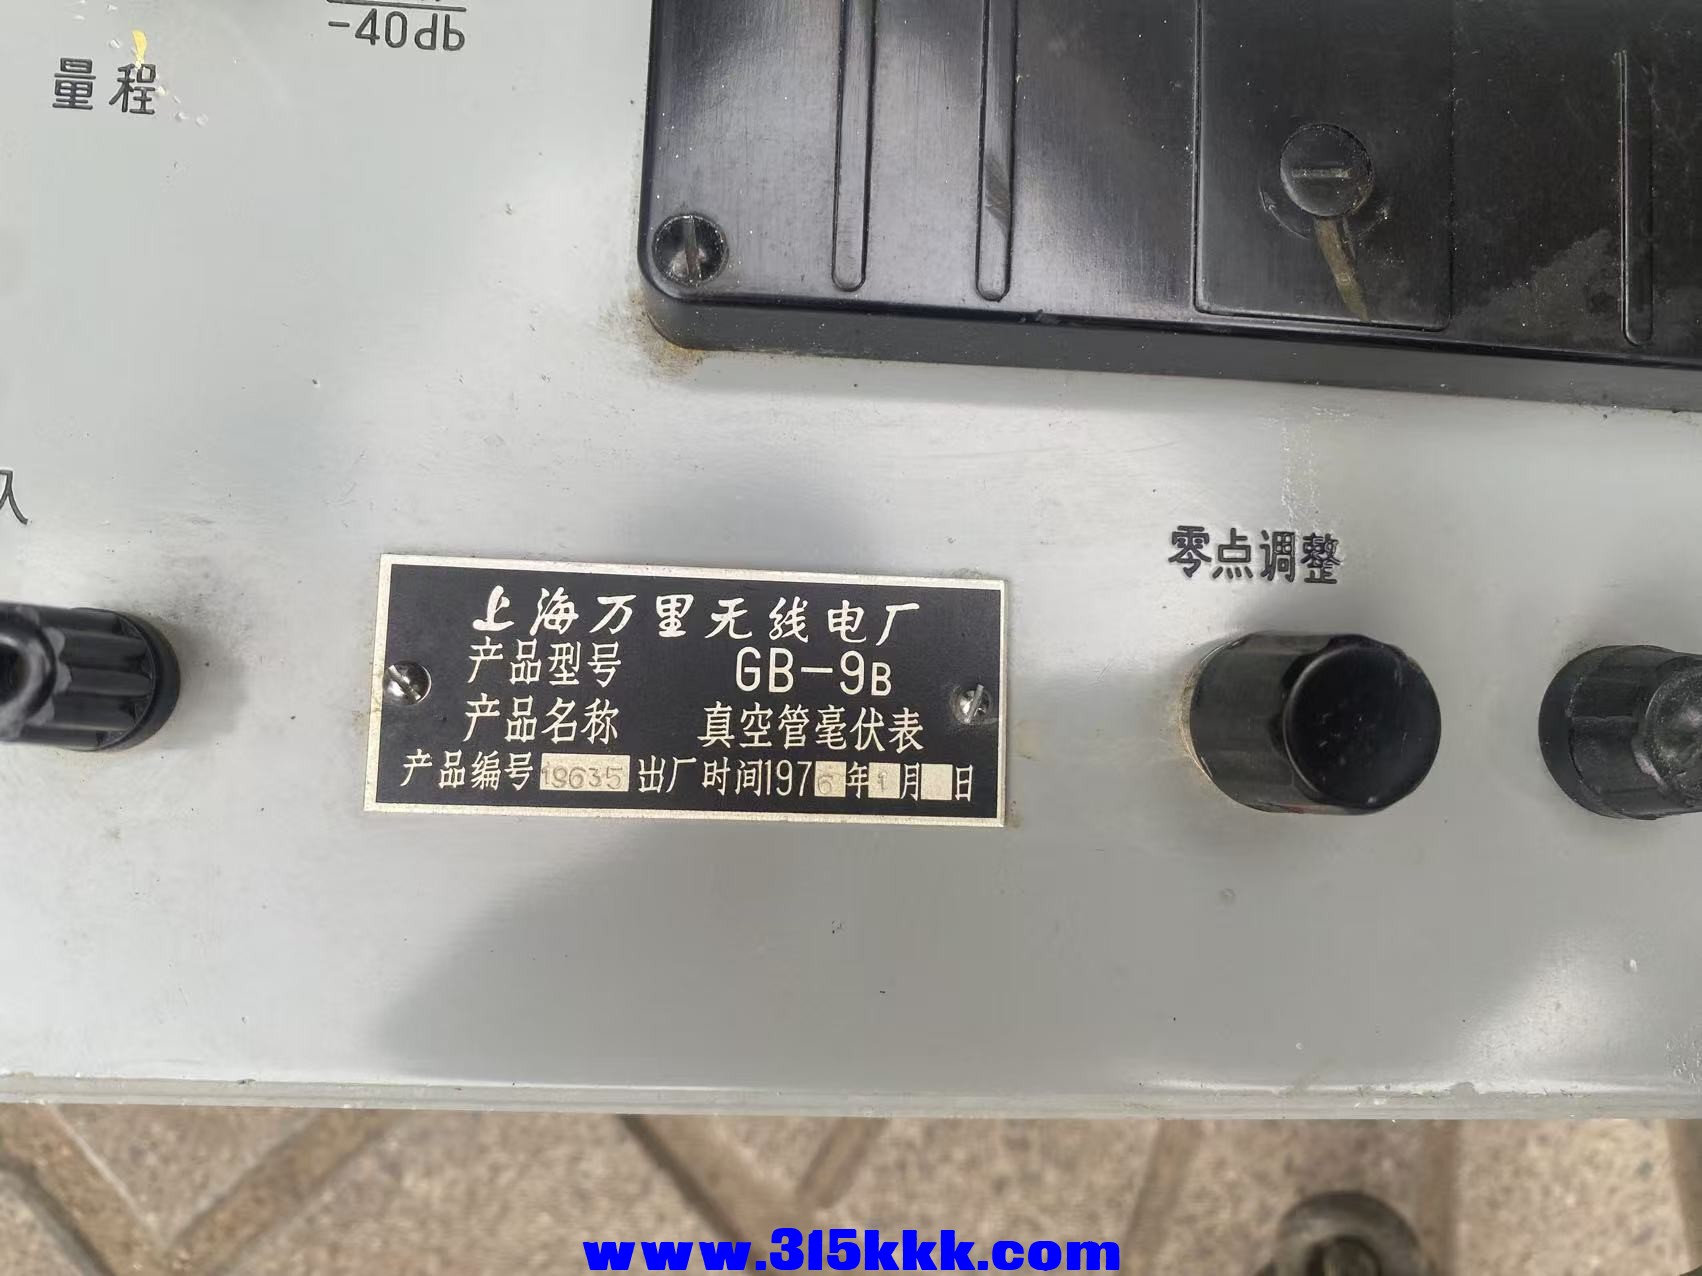 -40db
量程
入
零点调整
上海万里无线电厂
产品型号 GB-9B
产品名称 真空管毫伏表
产品编号 19635 出厂时间1976年1月 日
www.315kkk.com